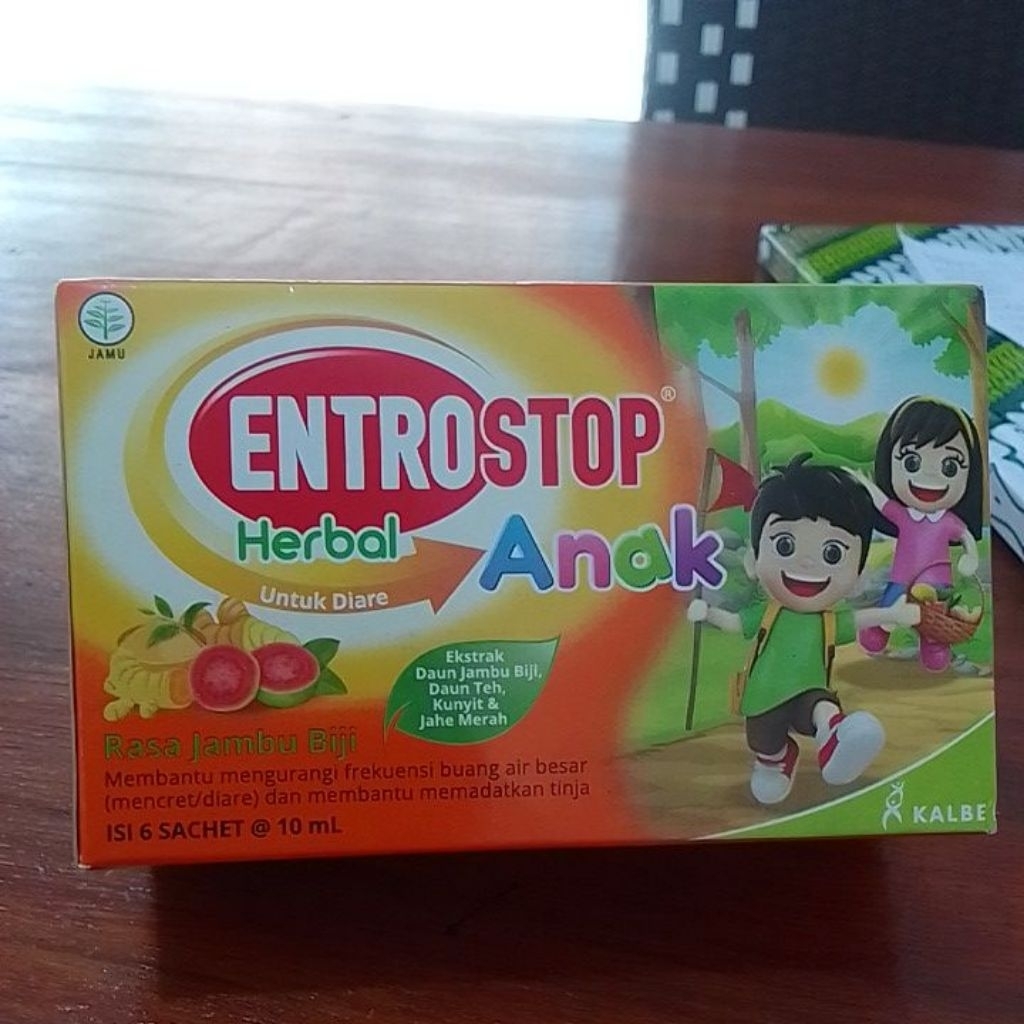 JAMU
ENTROSTOP®
Herbal Anak
Untuk Diare
Ekstrak
Daun Jambu Biji,
Daun Teh,
Kunyit &
Jahe Merah
Rasa Jambu Biji
Membantu mengurangi frekuensi buang air besar
(mencret/diare) dan membantu memadatkan tinja
ISI 6 SACHET @ 10 mL
KALBE